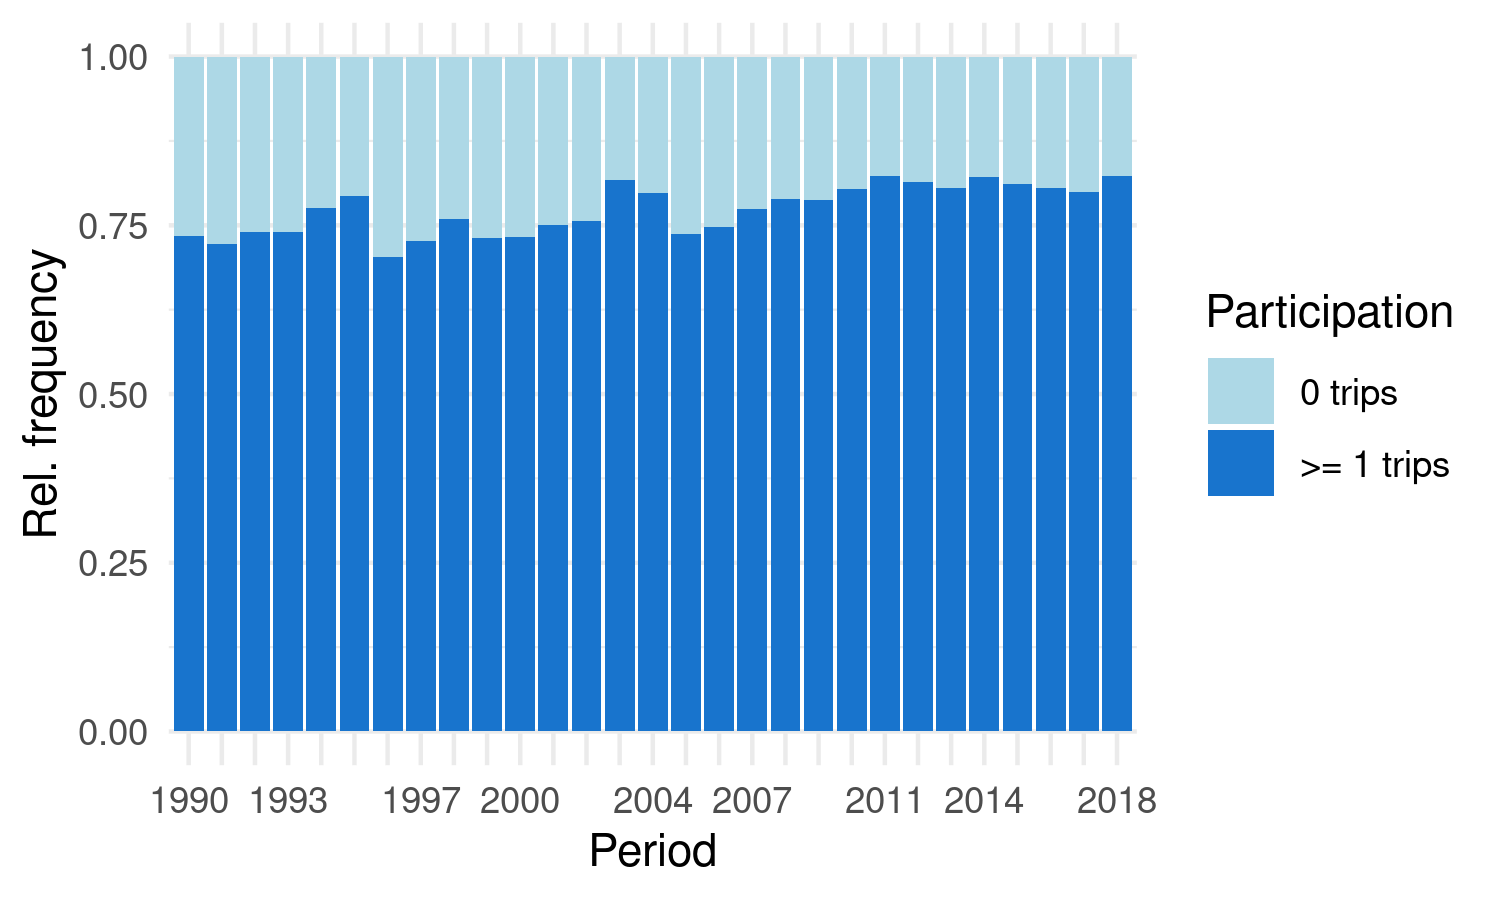 1.00
0.75
0.50
0.25
0.00
Rel. frequency
1990 1993 1997 2000 2004 2007 2011 2014 2018
Period
Participation
0 trips
>= 1 trips